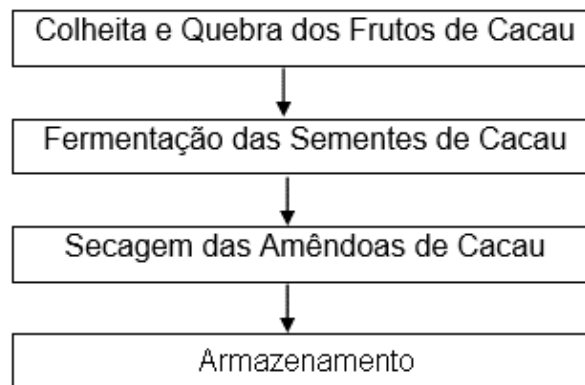 Colheita e Quebra dos Frutos de Cacau
Fermentação das Sementes de Cacau
Secagem das Amêndoas de Cacau
Armazenamento